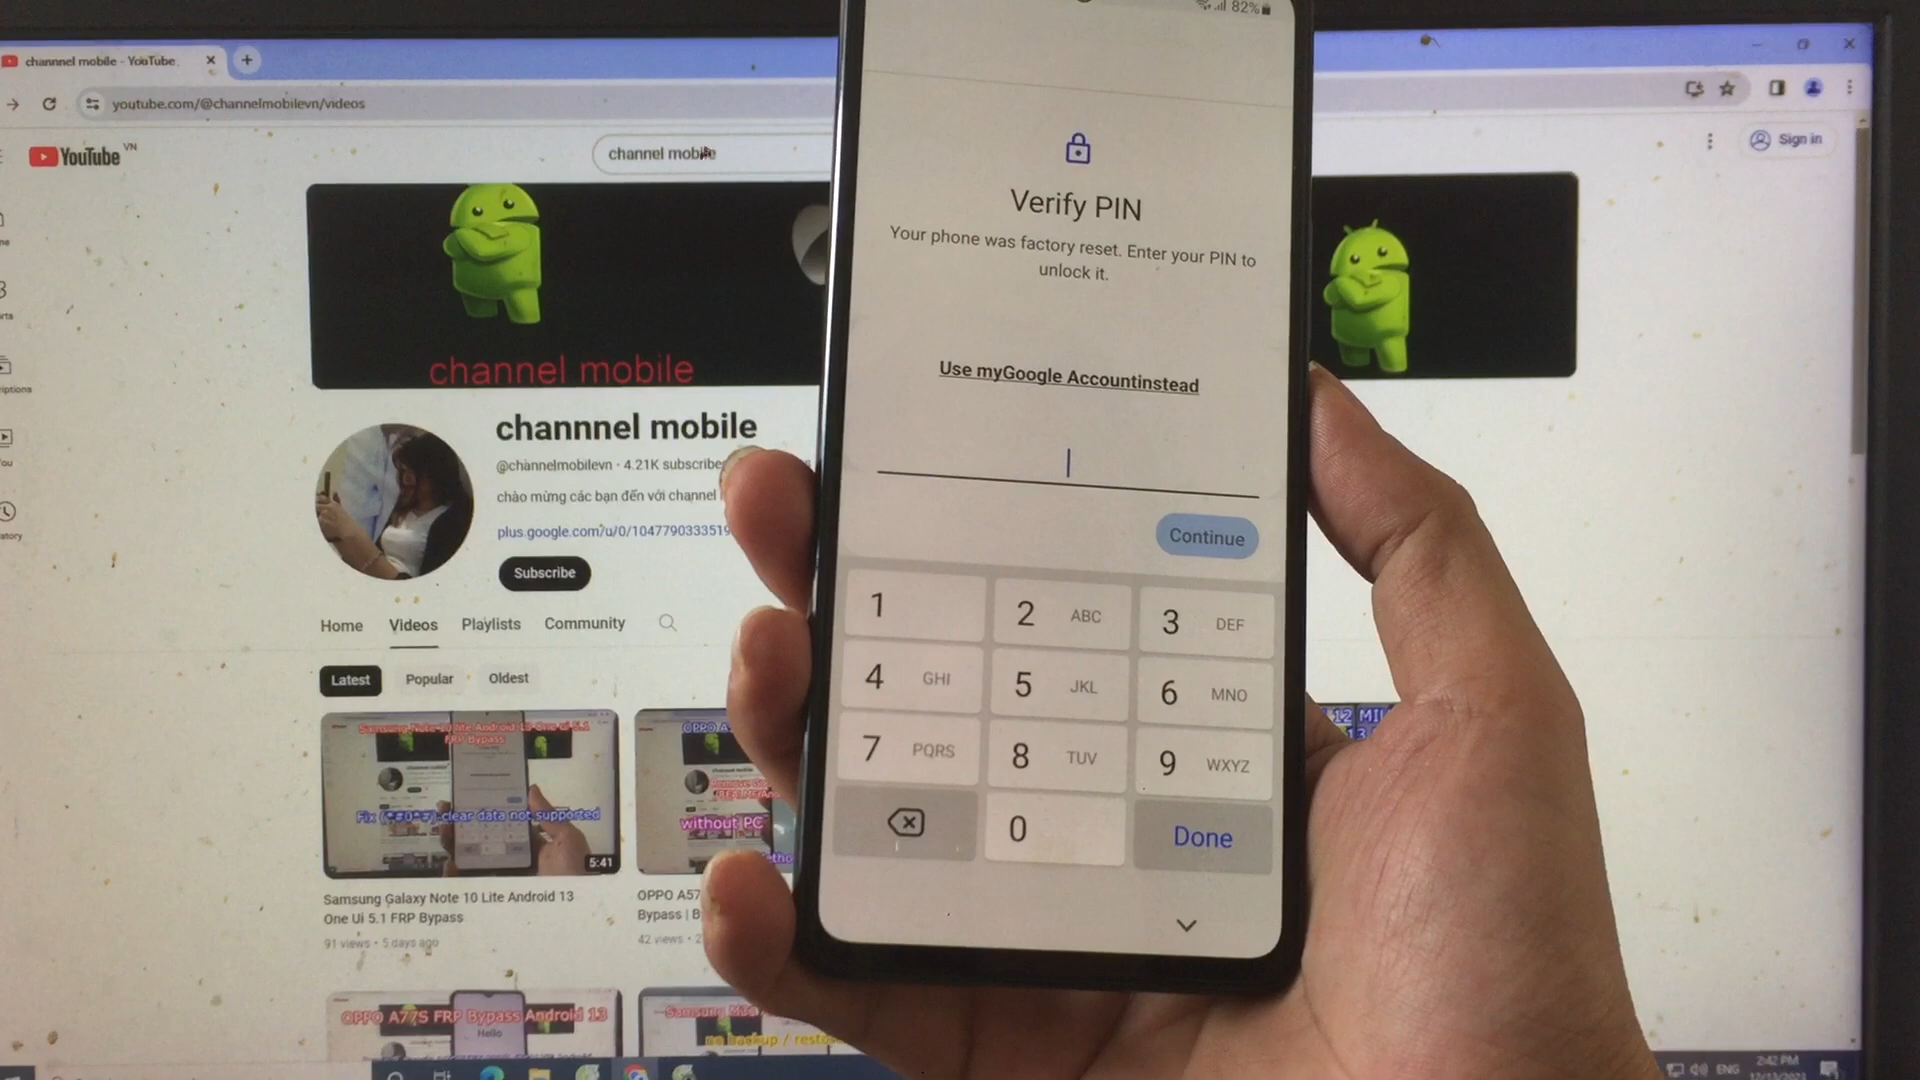 82%
channnel mobile - YouTube
youtube.com/@channelmobilevn/videos
YouTube VN
channel mobile
Sign in
channel mobile
channnel mobile
@channelmobilevn · 4.21K
chào mừng các bạn đến với channel
plus.google.com/u/0/1047790333519
Subscribe
Home Videos Playlists Community
Latest Popular Oldest
Samsung Note 10 lite Android 13 One ui 5.1
FRP Bypass
Fix (*#0*#) clear data not supported
5:41
Samsung Galaxy Note 10 Lite Android 13
One Ui 5.1 FRP Bypass
91 views · 5 days ago
without PC
OPPO A57
Bypass |
42 views ·
OPPO A77S FRP Bypass Android 13
Hello
no backup /
Verify PIN
Your phone was factory reset. Enter your PIN to
unlock it.
Use myGoogle Accountinstead
Continue
1
2 ABC
3 DEF
4 GHI
5 JKL
6 MNO
7 PQRS
8 TUV
9 WXYZ
0
Done
ENG
2:42 PM
12/13/2023